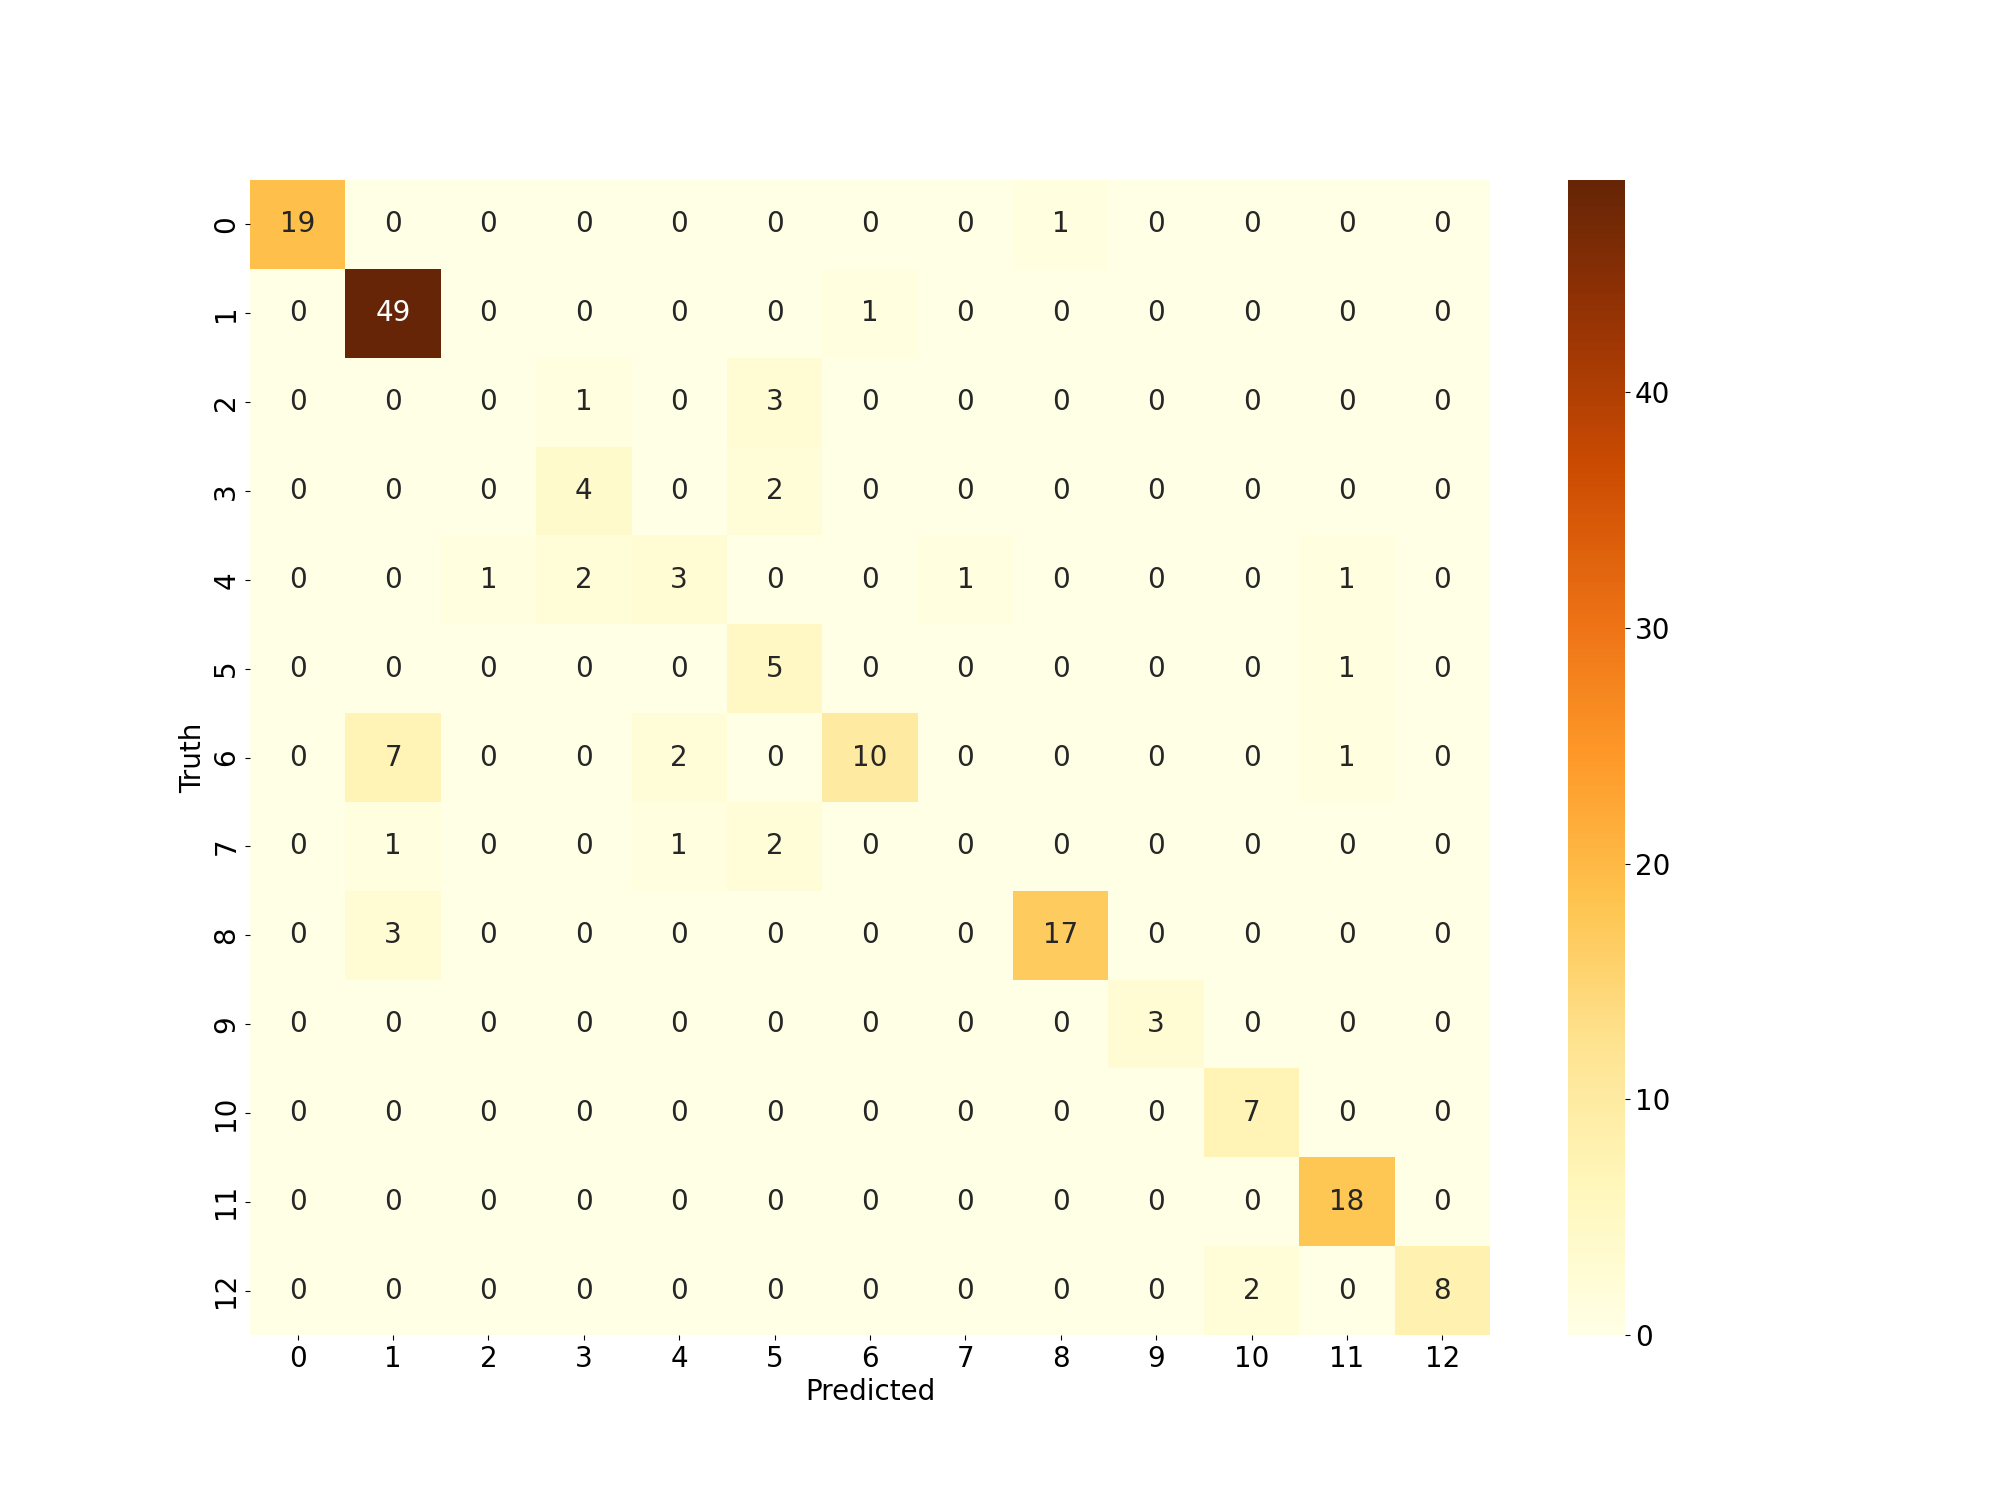 0 19 0 0 0 0 0 0 0 1 0 0 0 0
1 0 49 0 0 0 0 1 0 0 0 0 0 0
2 0 0 0 1 0 3 0 0 0 0 0 0 0
3 0 0 0 4 0 2 0 0 0 0 0 0 0
4 0 0 1 2 3 0 0 1 0 0 0 1 0
5 0 0 0 0 0 5 0 0 0 0 0 1 0
6 0 7 0 0 2 0 10 0 0 0 0 1 0
7 0 1 0 0 1 2 0 0 0 0 0 0 0
8 0 3 0 0 0 0 0 0 17 0 0 0 0
9 0 0 0 0 0 0 0 0 0 3 0 0 0
10 0 0 0 0 0 0 0 0 0 0 7 0 0
11 0 0 0 0 0 0 0 0 0 0 0 18 0
12 0 0 0 0 0 0 0 0 0 0 2 0 8
0 1 2 3 4 5 6 7 8 9 10 11 12
Predicted
Truth
40
30
20
10
0